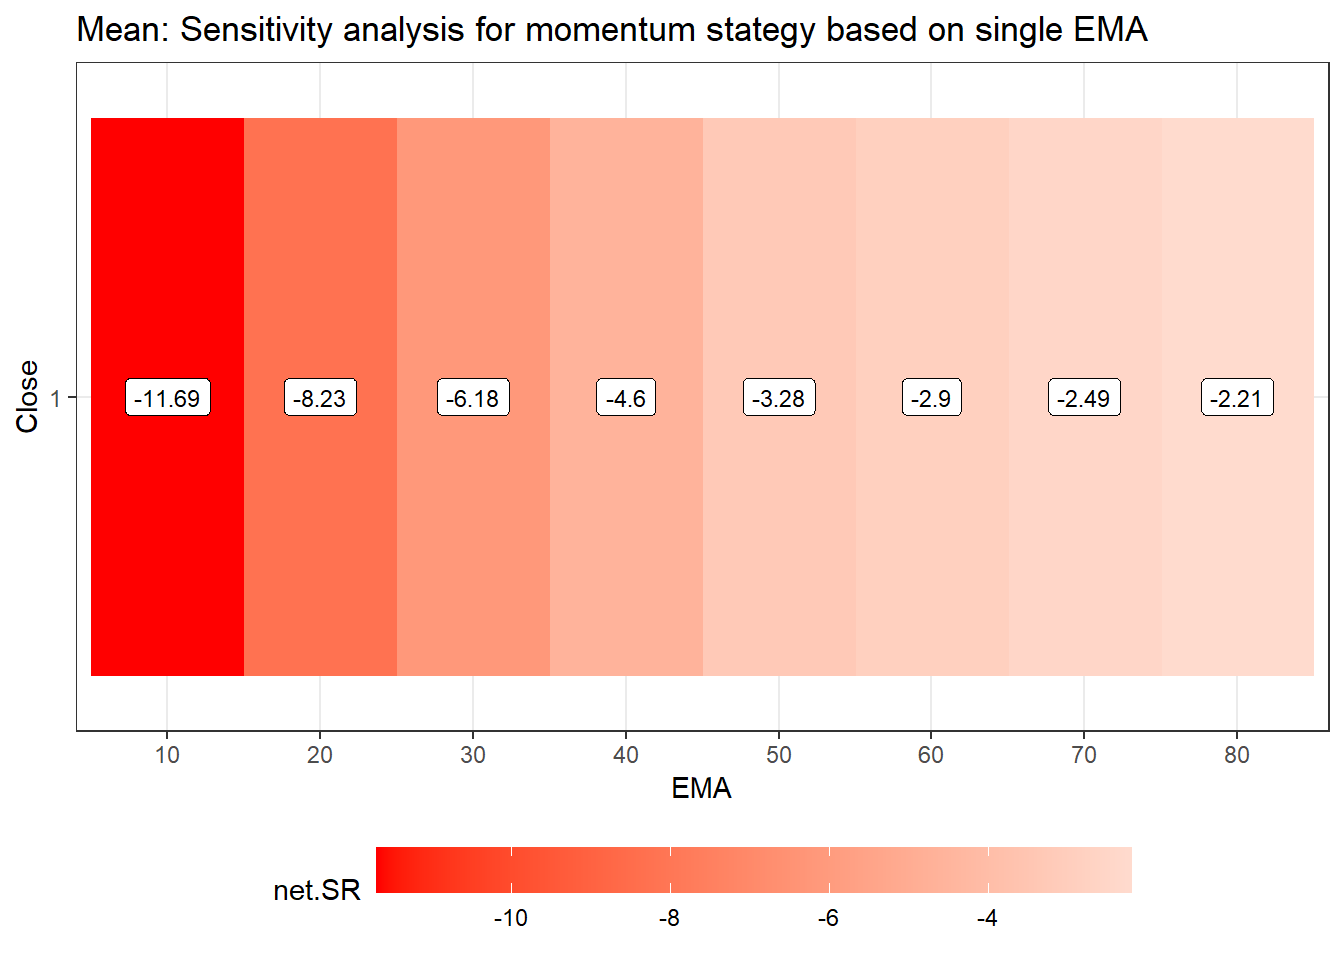 Mean: Sensitivity analysis for momentum stategy based on single EMA
Close
1
-11.69 -8.23 -6.18 -4.6 -3.28 -2.9 -2.49 -2.21
10 20 30 40 50 60 70 80
EMA
net.SR
-10 -8 -6 -4